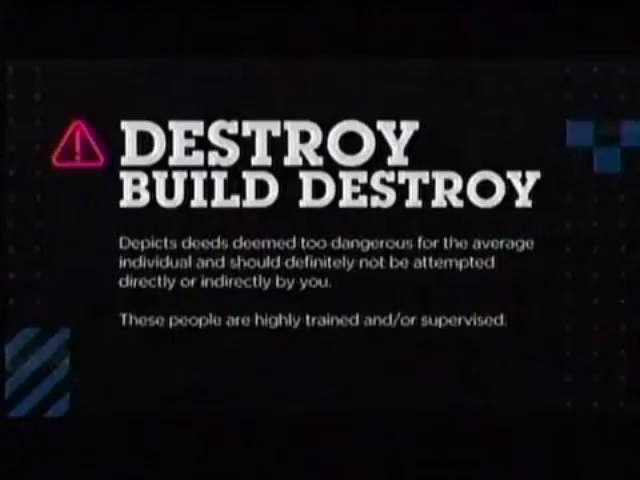 DESTROY
BUILD DESTROY
Depicts deeds deemed too dangerous for the average
individual and should definitely not be attempted
directly or indirectly by you.
These people are highly trained and/or supervised.